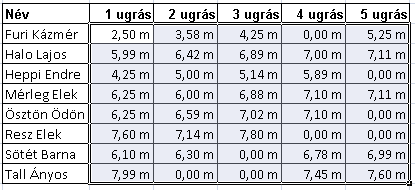 Név 1 ugrás 2 ugrás 3 ugrás 4 ugrás 5 ugrás
Furi Kázmér 2,50 m 3,58 m 4,25 m 0,00 m 5,25 m
Halo Lajos 5,99 m 6,42 m 6,89 m 7,00 m 7,11 m
Heppi Endre 4,25 m 5,00 m 5,14 m 5,89 m 0,00 m
Mérleg Elek 6,25 m 6,00 m 6,88 m 7,10 m 7,11 m
Ösztön Ödön 6,25 m 6,59 m 7,02 m 7,10 m 0,00 m
Resz Elek 7,60 m 7,14 m 7,80 m 0,00 m 0,00 m
Sötét Barna 6,10 m 6,30 m 0,00 m 6,78 m 6,99 m
Tall Ányos 7,99 m 0,00 m 0,00 m 7,45 m 7,60 m